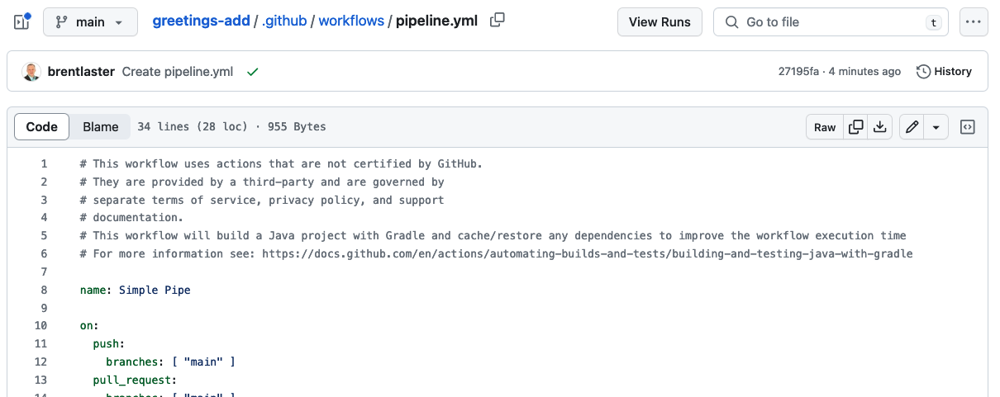 main greetings-add / .github / workflows / pipeline.yml View Runs Go to file t
brentlaster Create pipeline.yml 27195fa · 4 minutes ago History
Code Blame 34 lines (28 loc) · 955 Bytes Raw
1 # This workflow uses actions that are not certified by GitHub.
2 # They are provided by a third-party and are governed by
3 # separate terms of service, privacy policy, and support
4 # documentation.
5 # This workflow will build a Java project with Gradle and cache/restore any dependencies to improve the workflow execution time
6 # For more information see: https://docs.github.com/en/actions/automating-builds-and-tests/building-and-testing-java-with-gradle
7
8 name: Simple Pipe
9
10 on:
11 push:
12 branches: [ "main" ]
13 pull_request:
14 branches: [ "main" ]